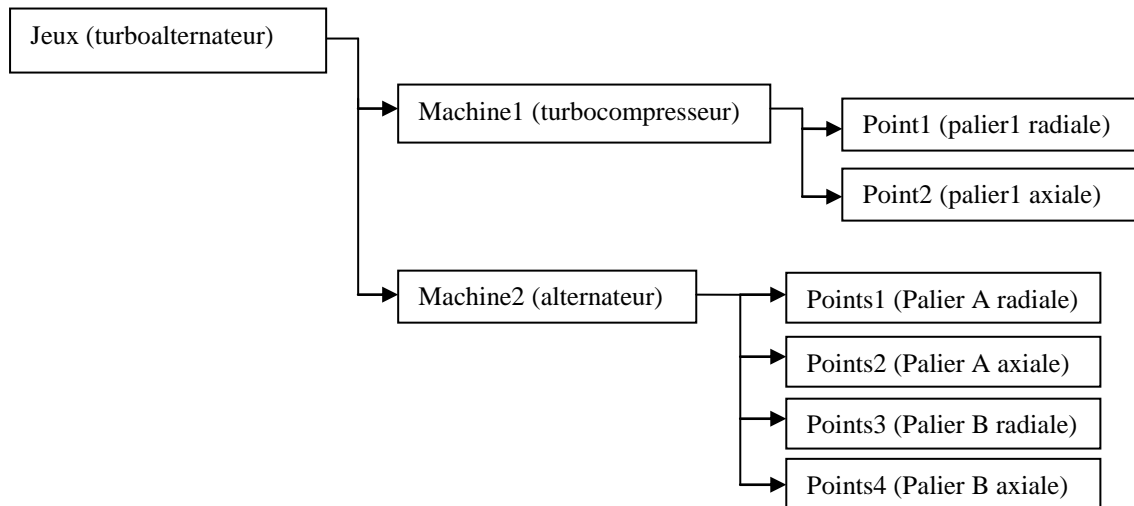 Jeux (turboalternateur)
Machine1 (turbocompresseur)
Point1 (palier1 radiale)
Point2 (palier1 axiale)
Machine2 (alternateur)
Points1 (Palier A radiale)
Points2 (Palier A axiale)
Points3 (Palier B radiale)
Points4 (Palier B axiale)